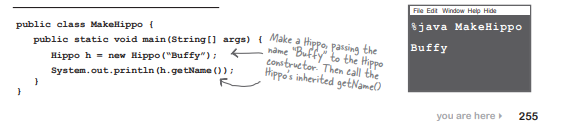 public class MakeHippo {
public static void main(String[] args) {
Hippo h = new Hippo(“Buffy”);
System.out.println(h.getName());
}
}
Make a Hippo, passing the
name “Buffy” to the Hippo
constructor. Then call the
Hippo’s inherited getName()
File Edit Window Help Hide
%java MakeHippo
Buffy
you are here ▸ 255